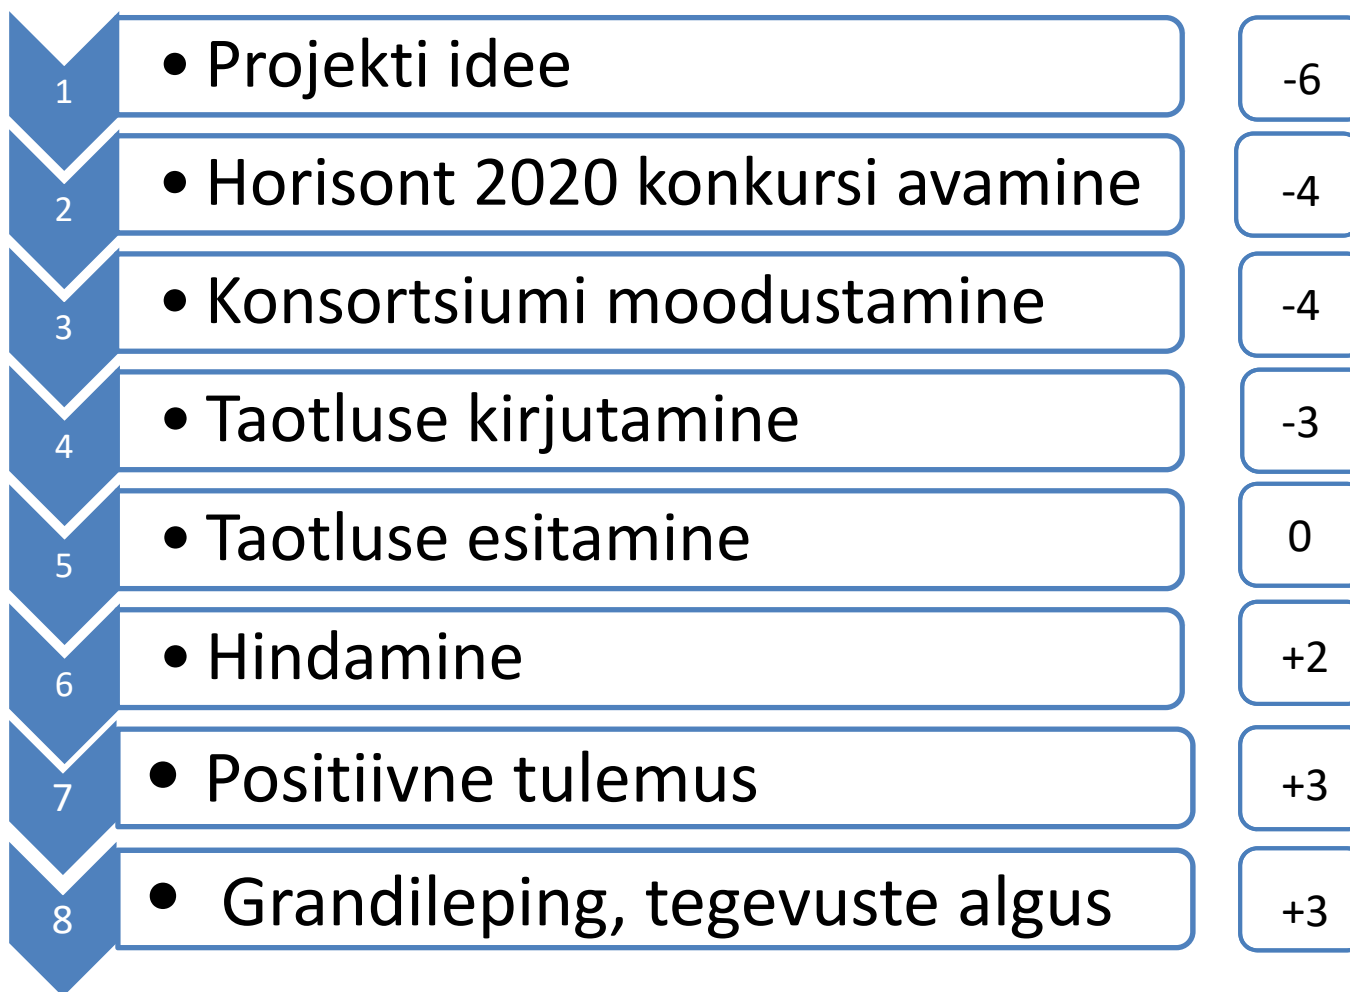 1 • Projekti idee -6
2 • Horisont 2020 konkursi avamine -4
3 • Konsortsiumi moodustamine -4
4 • Taotluse kirjutamine -3
5 • Taotluse esitamine 0
6 • Hindamine +2
7 • Positiivne tulemus +3
8 • Grandileping, tegevuste algus +3